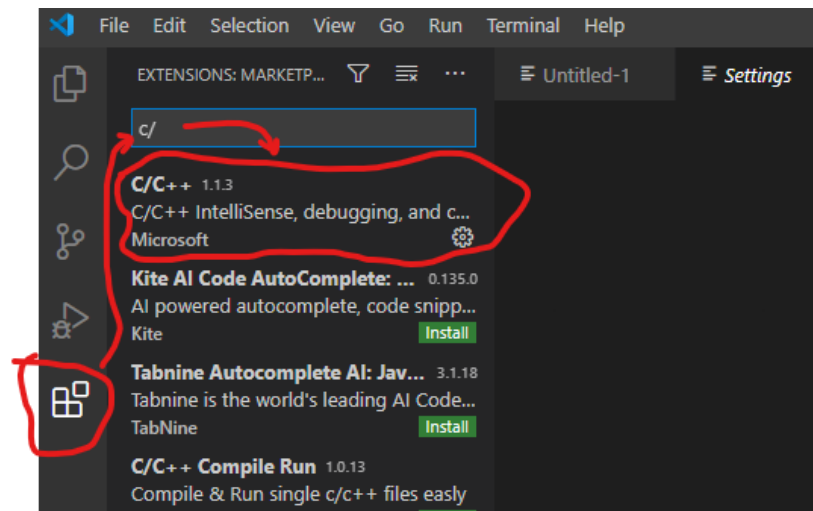 File Edit Selection View Go Run Terminal Help
EXTENSIONS: MARKETP... ... Untitled-1 Settings
c/
C/C++ 1.1.3
C/C++ IntelliSense, debugging, and c...
Microsoft
Kite AI Code AutoComplete: ... 0.135.0
AI powered autocomplete, code snipp...
Kite Install
Tabnine Autocomplete AI: Jav... 3.1.18
Tabnine is the world's leading AI Code...
TabNine Install
C/C++ Compile Run 1.0.13
Compile & Run single c/c++ files easly